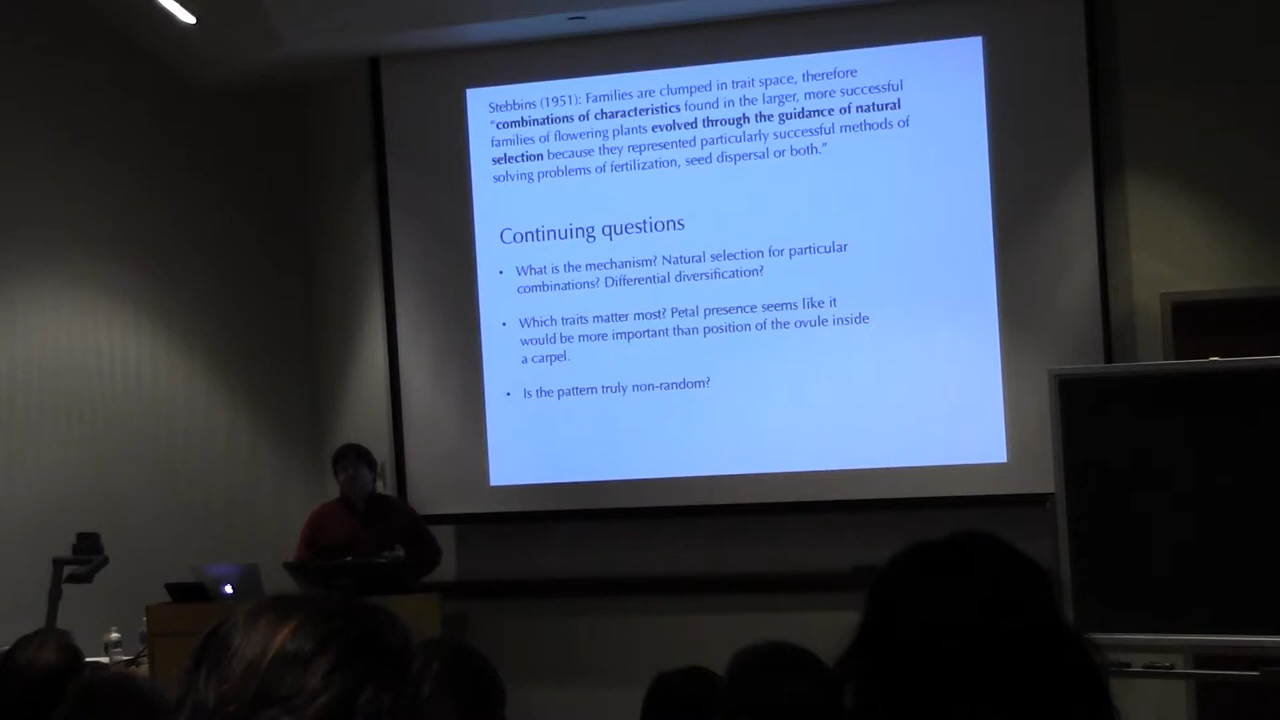 Stebbins (1951): Families are clumped in trait space, therefore
“combinations of characteristics found in the larger, more successful
families of flowering plants evolved through the guidance of natural
selection because they represented particularly successful methods of
solving problems of fertilization, seed dispersal or both.”
Continuing questions
• What is the mechanism? Natural selection for particular
combinations? Differential diversification?
• Which traits matter most? Petal presence seems like it
would be more important than position of the ovule inside
a carpel.
• Is the pattern truly non-random?